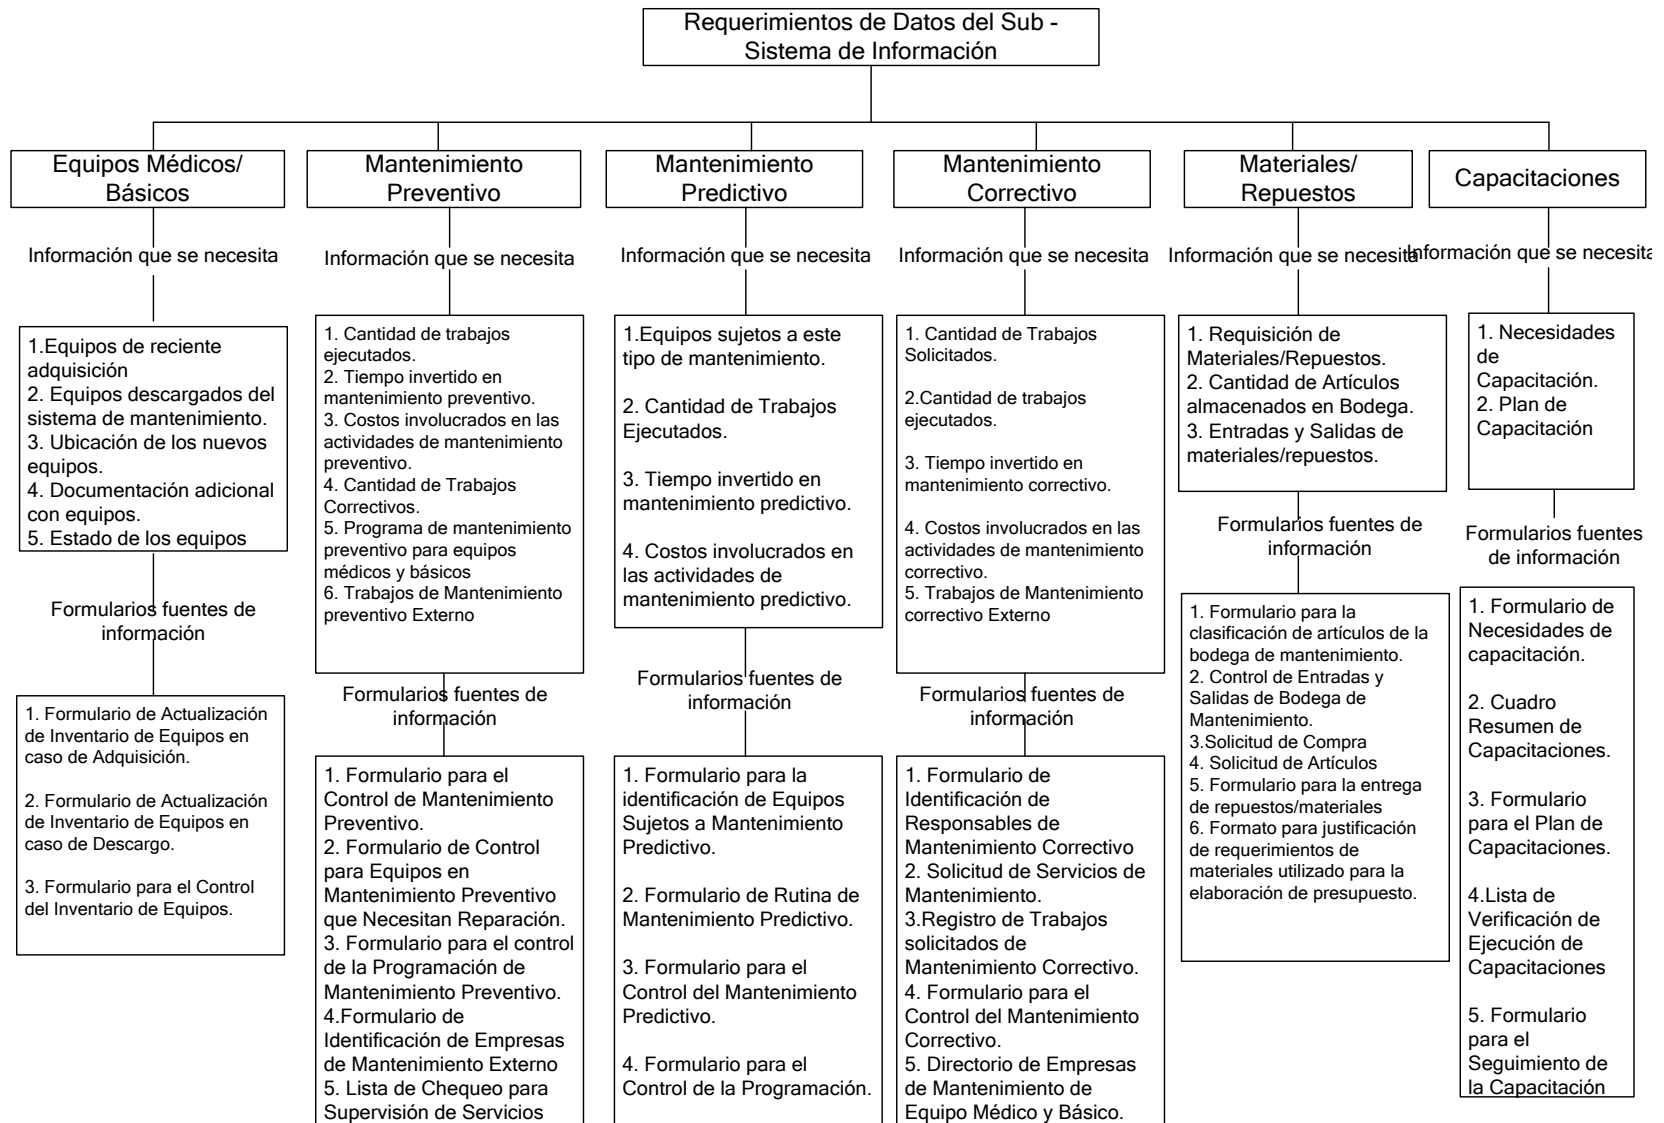 Requerimientos de Datos del Sub -
Sistema de Información
Equipos Médicos/
Básicos
Información que se necesita
1.Equipos de reciente
adquisición
2. Equipos descargados del
sistema de mantenimiento.
3. Ubicación de los nuevos
equipos.
4. Documentación adicional
con equipos.
5. Estado de los equipos
Formularios fuentes de
información
1. Formulario de Actualización
de Inventario de Equipos en
caso de Adquisición.
2. Formulario de Actualización
de Inventario de Equipos en
caso de Descargo.
3. Formulario para el Control
del Inventario de Equipos.
Mantenimiento
Preventivo
Información que se necesita
1. Cantidad de trabajos
ejecutados.
2. Tiempo invertido en
mantenimiento preventivo.
3. Costos involucrados en las
actividades de mantenimiento
preventivo.
4. Cantidad de Trabajos
Correctivos.
5. Programa de mantenimiento
preventivo para equipos
médicos y básicos
6. Trabajos de Mantenimiento
preventivo Externo
Formularios fuentes de
información
1. Formulario para el
Control de Mantenimiento
Preventivo.
2. Formulario de Control
para Equipos en
Mantenimiento Preventivo
que Necesitan Reparación.
3. Formulario para el control
de la Programación de
Mantenimiento Preventivo.
4.Formulario de
Identificación de Empresas
de Mantenimiento Externo
5. Lista de Chequeo para
Supervisión de Servicios
Mantenimiento
Predictivo
Información que se necesita
1.Equipos sujetos a este
tipo de mantenimiento.
2. Cantidad de Trabajos
Ejecutados.
3. Tiempo invertido en
mantenimiento predictivo.
4. Costos involucrados en
las actividades de
mantenimiento predictivo.
Formularios fuentes de
información
1. Formulario para la
identificación de Equipos
Sujetos a Mantenimiento
Predictivo.
2. Formulario de Rutina de
Mantenimiento Predictivo.
3. Formulario para el
Control del Mantenimiento
Predictivo.
4. Formulario para el
Control de la Programación.
Mantenimiento
Correctivo
Información que se necesita
1. Cantidad de Trabajos
Solicitados.
2.Cantidad de trabajos
ejecutados.
3. Tiempo invertido en
mantenimiento correctivo.
4. Costos involucrados en las
actividades de mantenimiento
correctivo.
5. Trabajos de Mantenimiento
correctivo Externo
Formularios fuentes de
información
1. Formulario de
Identificación de
Responsables de
Mantenimiento Correctivo
2. Solicitud de Servicios de
Mantenimiento.
3.Registro de Trabajos
solicitados de
Mantenimiento Correctivo.
4. Formulario para el
Control del Mantenimiento
Correctivo.
5. Directorio de Empresas
de Mantenimiento de
Equipo Médico y Básico.
Materiales/
Repuestos
Información que se necesita
1. Requisición de
Materiales/Repuestos.
2. Cantidad de Artículos
almacenados en Bodega.
3. Entradas y Salidas de
materiales/repuestos.
Formularios fuentes de
información
1. Formulario para la
clasificación de artículos de la
bodega de mantenimiento.
2. Control de Entradas y
Salidas de Bodega de
Mantenimiento.
3.Solicitud de Compra
4. Solicitud de Artículos
5. Formulario para la entrega
de repuestos/materiales
6. Formato para justificación
de requerimientos de
materiales utilizado para la
elaboración de presupuesto.
Capacitaciones
Información que se necesita
1. Necesidades
de
Capacitación.
2. Plan de
Capacitación
Formularios fuentes
de información
1. Formulario de
Necesidades de
capacitación.
2. Cuadro
Resumen de
Capacitaciones.
3. Formulario
para el Plan de
Capacitaciones.
4.Lista de
Verificación de
Ejecución de
Capacitaciones
5. Formulario
para el
Seguimiento de
la Capacitación